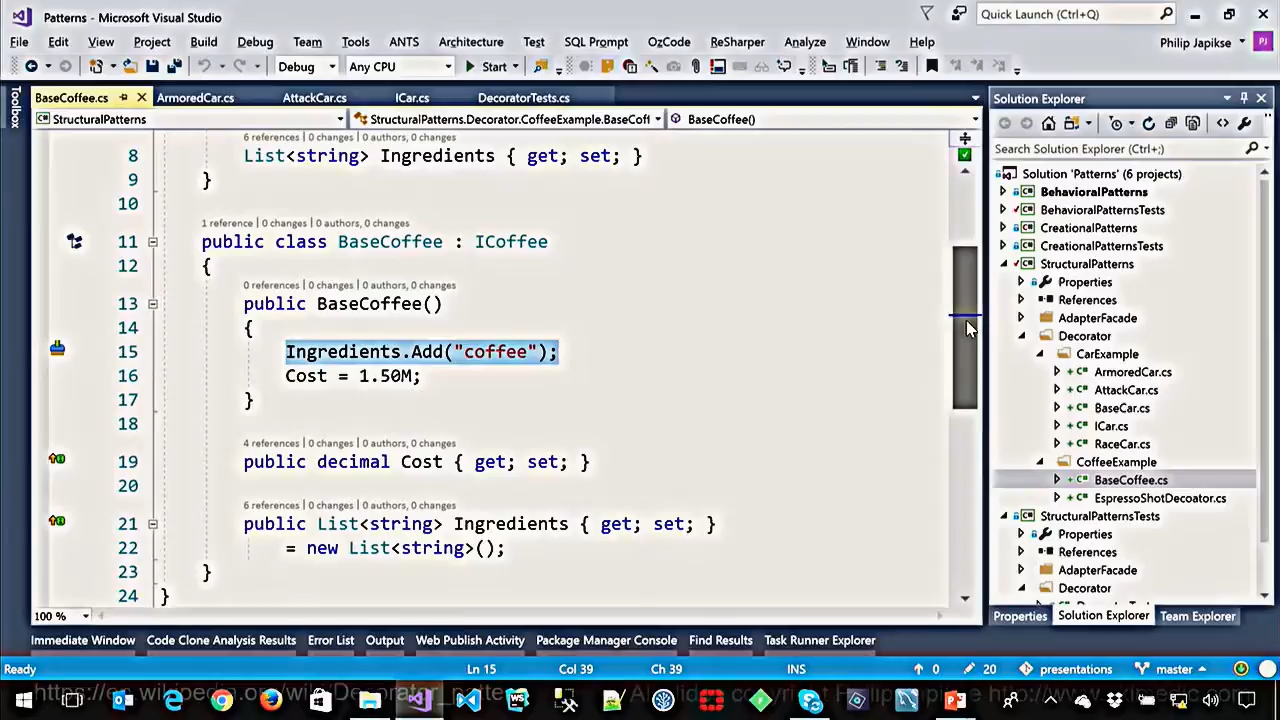 Patterns - Microsoft Visual Studio
Quick Launch (Ctrl+Q)
File Edit View Project Build Debug Team Tools ANTS Architecture Test SQL Prompt OzCode ReSharper Analyze Window Help
Philip Japikse PJ
Debug Any CPU Start
Toolbox
BaseCoffee.cs ArmoredCar.cs AttackCar.cs ICar.cs DecoratorTests.cs
StructuralPatterns StructuralPatterns.Decorator.CoffeeExample.BaseCoff BaseCoffee()
6 references | 0 changes | 0 authors, 0 changes
8 List<string> Ingredients { get; set; }
9 }
10
1 reference | 0 changes | 0 authors, 0 changes
11 public class BaseCoffee : ICoffee
12 {
0 references | 0 changes | 0 authors, 0 changes
13 public BaseCoffee()
14 {
15 Ingredients.Add("coffee");
16 Cost = 1.50M;
17 }
18
4 references | 0 changes | 0 authors, 0 changes
19 public decimal Cost { get; set; }
20
6 references | 0 changes | 0 authors, 0 changes
21 public List<string> Ingredients { get; set; }
22 = new List<string>();
23 }
24 }
100 %
Solution Explorer
Search Solution Explorer (Ctrl+;)
Solution 'Patterns' (6 projects)
BehavioralPatterns
BehavioralPatternsTests
CreationalPatterns
CreationalPatternsTests
StructuralPatterns
Properties
References
AdapterFacade
Decorator
CarExample
ArmoredCar.cs
AttackCar.cs
BaseCar.cs
ICar.cs
RaceCar.cs
CoffeeExample
BaseCoffee.cs
EspressoShotDecoator.cs
StructuralPatternsTests
Properties
References
AdapterFacade
Decorator
Properties Solution Explorer Team Explorer
Immediate Window Code Clone Analysis Results Error List Output Web Publish Activity Package Manager Console Find Results Task Runner Explorer
Ready Ln 15 Col 39 Ch 39 INS 0 20 presentations master